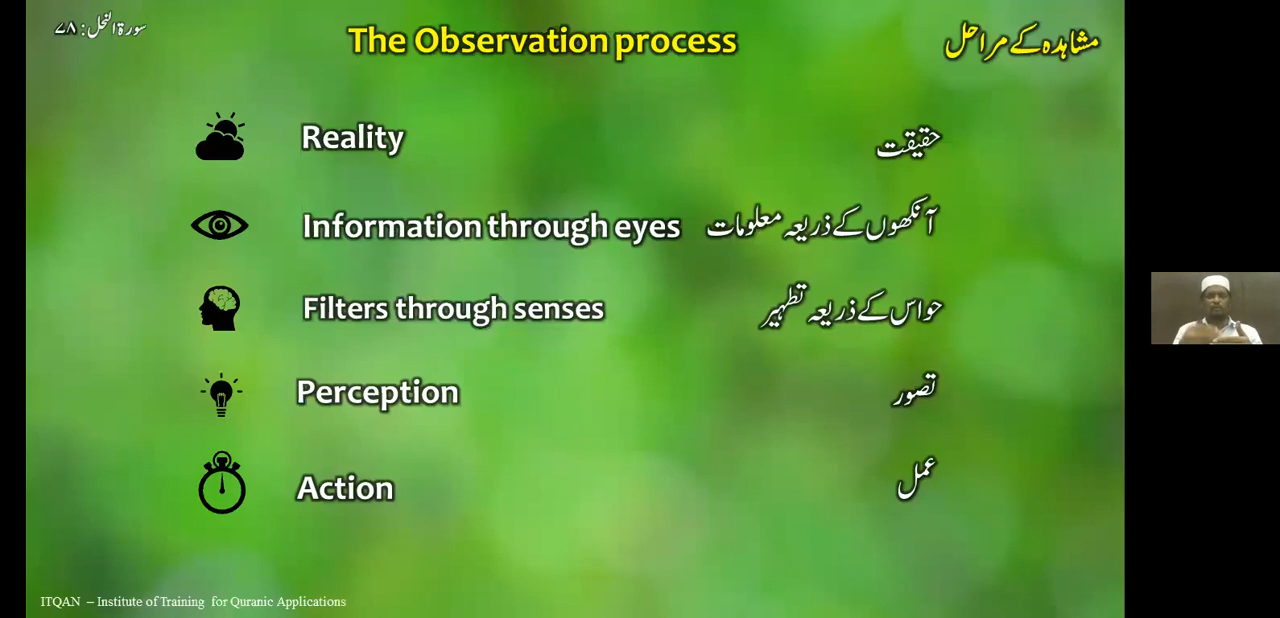 سورۃ النحل: ۷۸
The Observation process
مشاہدہ کے مراحل
Reality
حقیقت
Information through eyes
آنکھوں کے ذریعہ معلومات
Filters through senses
حواس کے ذریعہ تطہیر
Perception
تصور
Action
عمل
ITQAN – Institute of Training for Quranic Applications